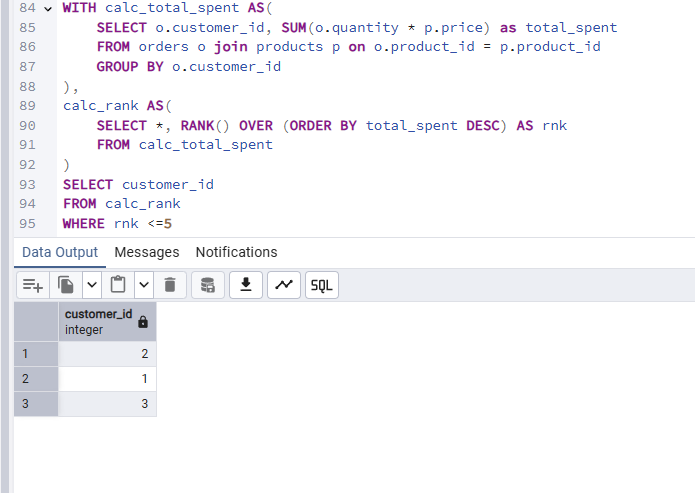 84 WITH calc_total_spent AS(
85 SELECT o.customer_id, SUM(o.quantity * p.price) as total_spent
86 FROM orders o join products p on o.product_id = p.product_id
87 GROUP BY o.customer_id
88 ),
89 calc_rank AS(
90 SELECT *, RANK() OVER (ORDER BY total_spent DESC) AS rnk
91 FROM calc_total_spent
92 )
93 SELECT customer_id
94 FROM calc_rank
95 WHERE rnk <=5
Data Output Messages Notifications
SQL
customer_id
integer
1 2
2 1
3 3